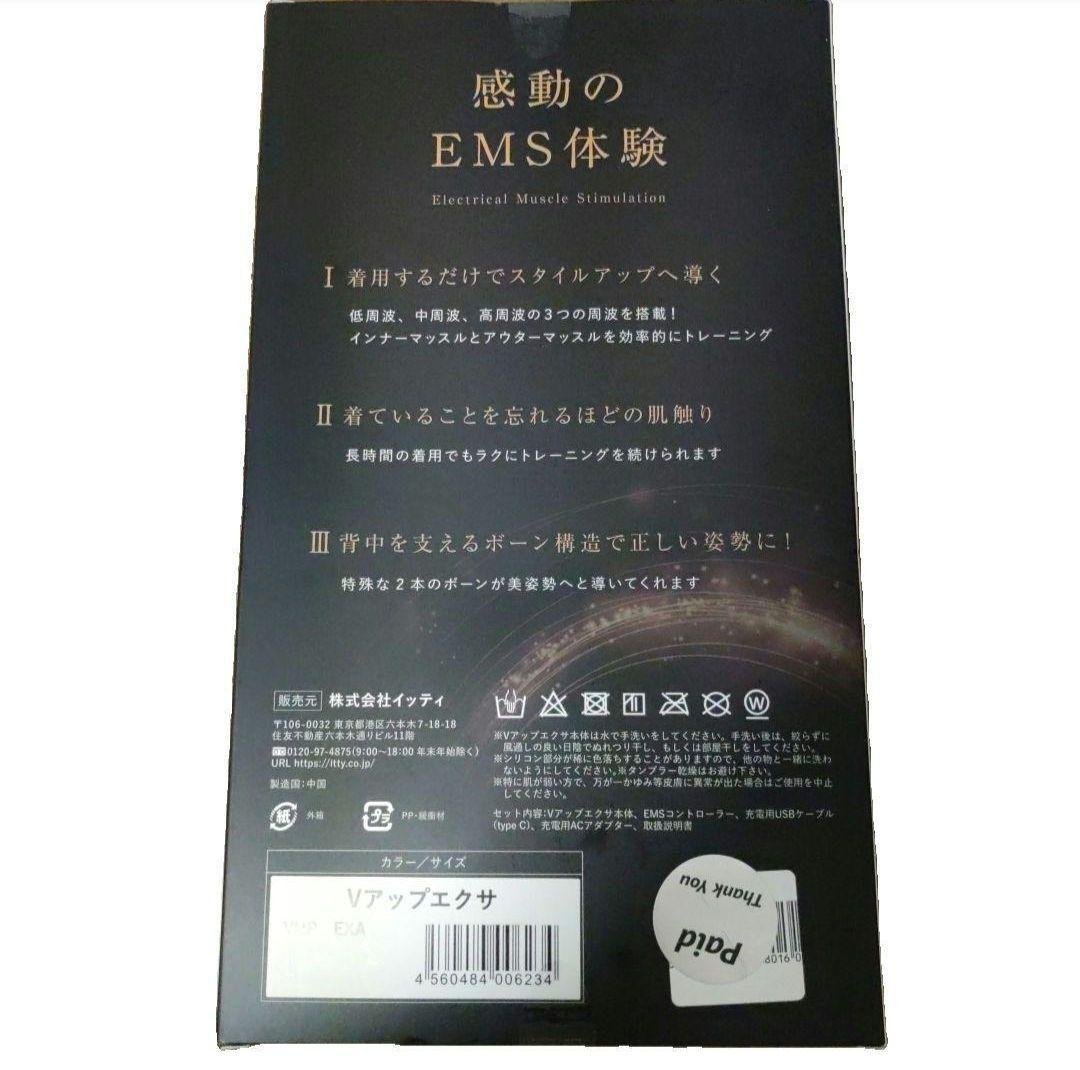 感動の
EMS体験
Electrical Muscle Stimulation
Ⅰ 着用するだけでスタイルアップへ導く
低周波、中周波、高周波の3つの周波を搭載！
インナーマッスルとアウターマッスルを効率的にトレーニング
Ⅱ 着ていることを忘れるほどの肌触り
長時間の着用でもラクにトレーニングを続けられます
Ⅲ 背中を支えるボーン構造で正しい姿勢に！
特殊な2本のボーンが美姿勢へと導いてくれます
販売元 株式会社イッティ
〒106-0032 東京都港区六本木7-18-18
住友不動産六本木通りビル11階
0120-97-4875(9:00〜18:00 年末年始除く)
URL https://itty.co.jp/
製造国：中国
紙 外箱 プラ PP・緩衝材
W
※Vアップエクサ本体は水で手洗いをしてください。手洗い後は、絞らずに
風通しの良い日陰でぬれつり干し、もしくは部屋干しをしてください。
※シリコン部分が稀に色落ちすることがありますので、他の物と一緒に洗わ
ないようにしてください。※タンブラー乾燥はお避け下さい。
※特に肌が弱い方で、万が一かゆみ等皮膚に異常が出た場合はご使用を中止
してください。
セット内容：Vアップエクサ本体、EMSコントローラー、充電用USBケーブル
(type C)、充電用ACアダプター、取扱説明書
カラー／サイズ
Vアップエクサ
EXA
4 560484 006234
Paid
Thank You